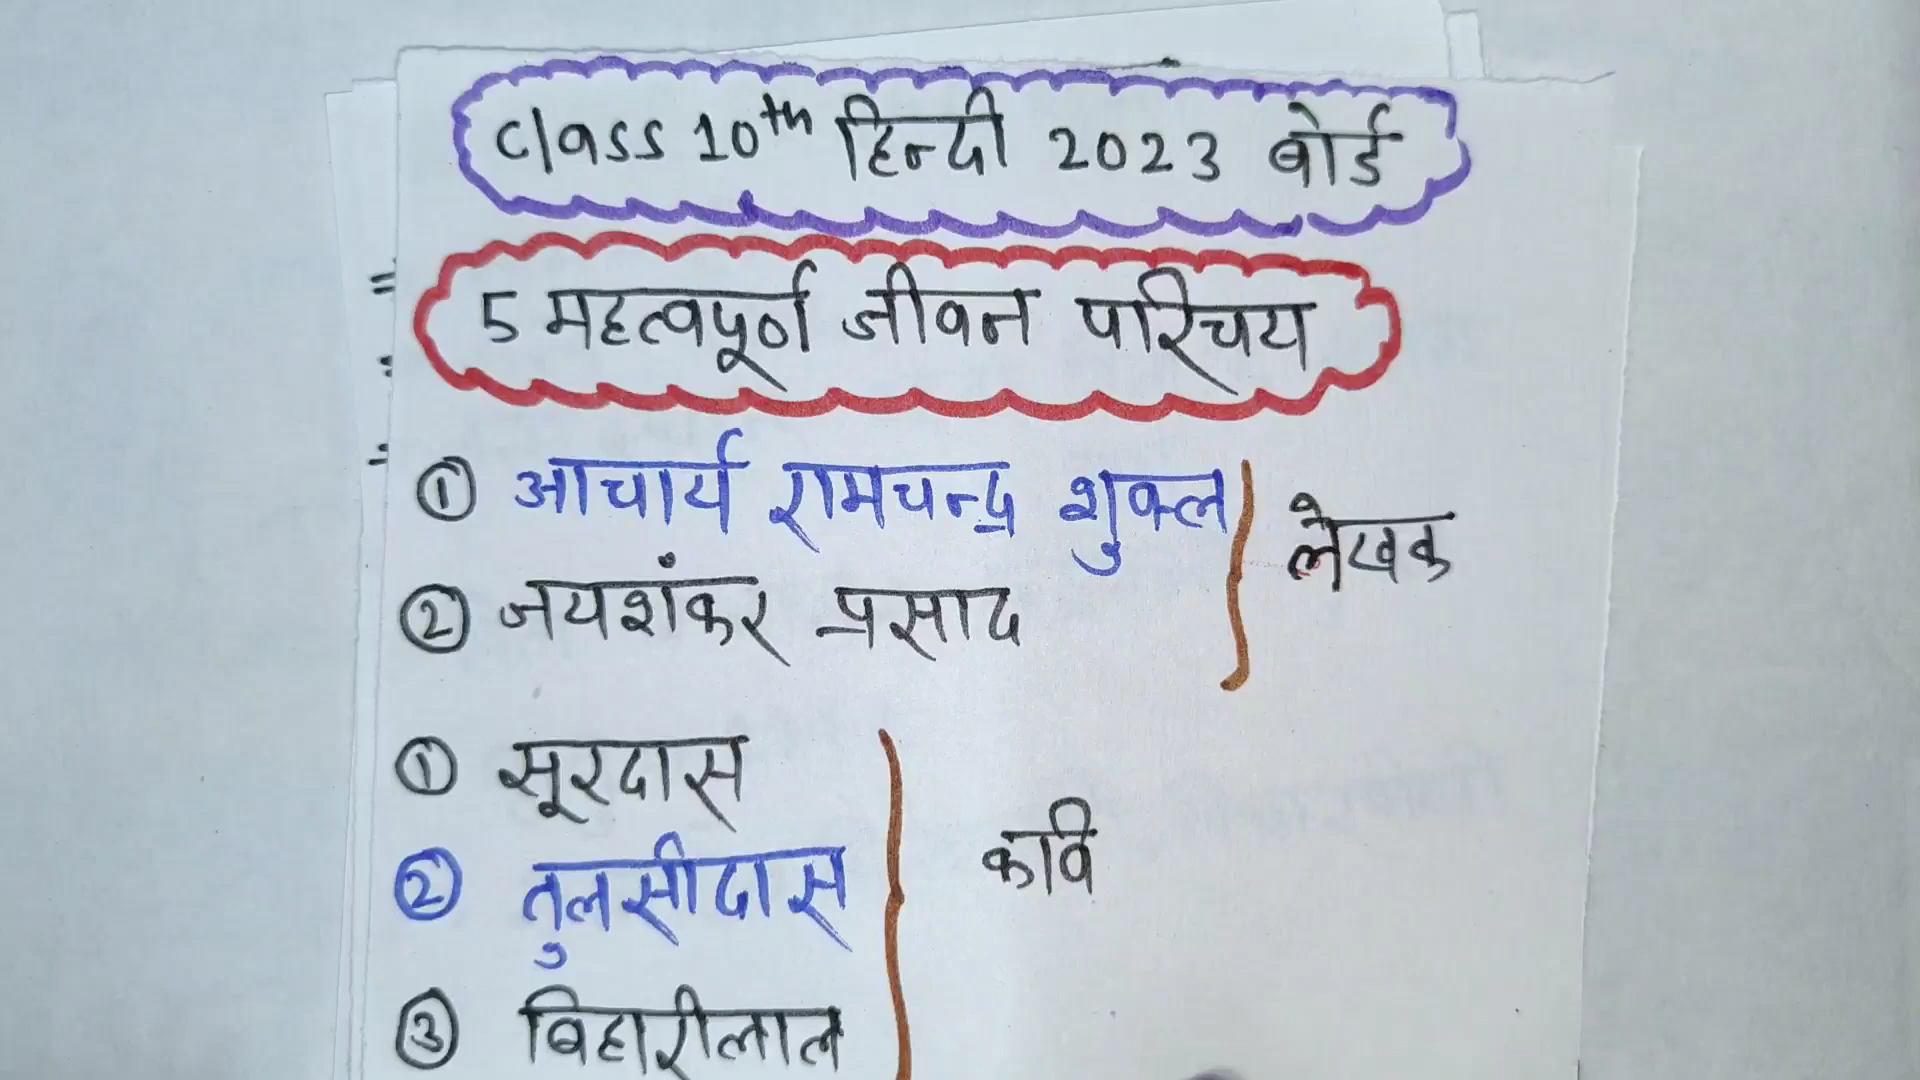 Class 10th हिन्दी 2023 बोर्ड
5 महत्वपूर्ण जीवन परिचय
① आचार्य रामचन्द्र शुक्ल
लेखक
② जयशंकर प्रसाद
① सूरदास
② तुलसीदास
कवि
③ बिहारीलाल